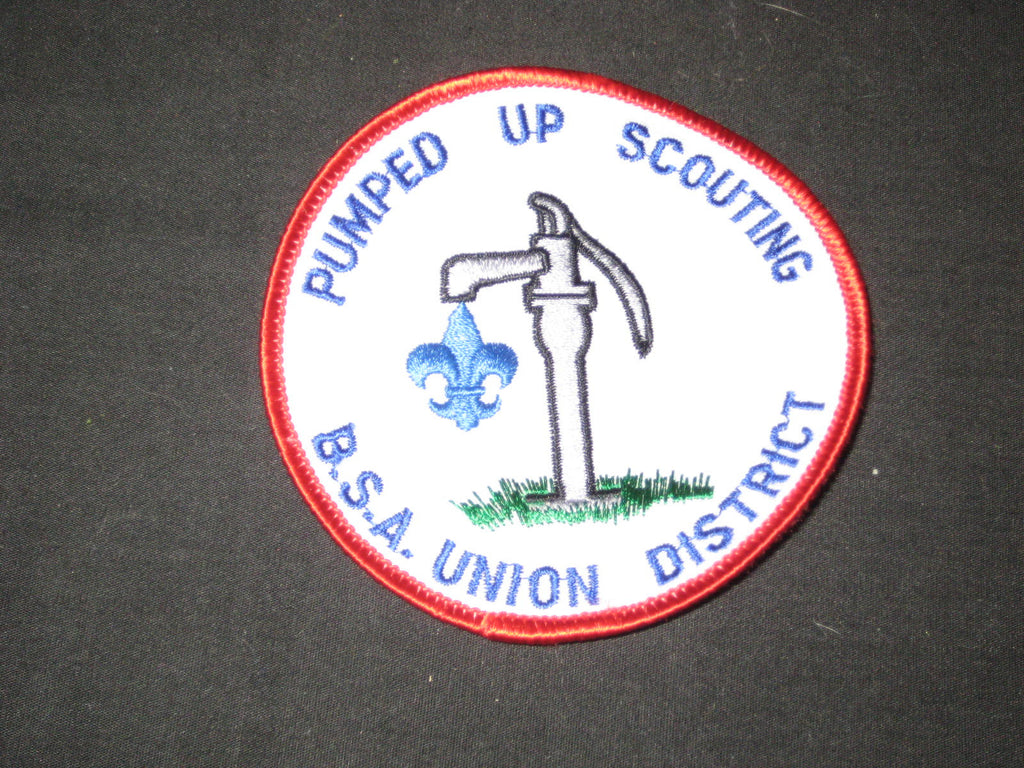 PUMPED UP SCOUTING
B.S.A. UNION DISTRICT